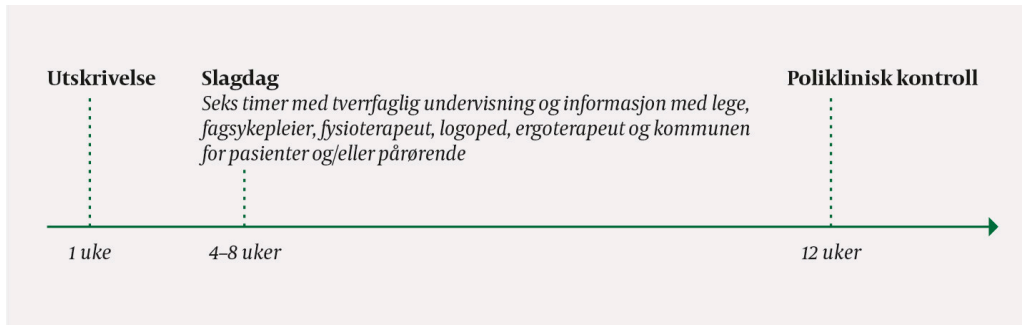 Utskrivelse
Slagdag
Seks timer med tverrfaglig undervisning og informasjon med lege,
fagsykepleier, fysioterapeut, logoped, ergoterapeut og kommunen
for pasienter og/eller pårørende
Poliklinisk kontroll
1 uke
4–8 uker
12 uker